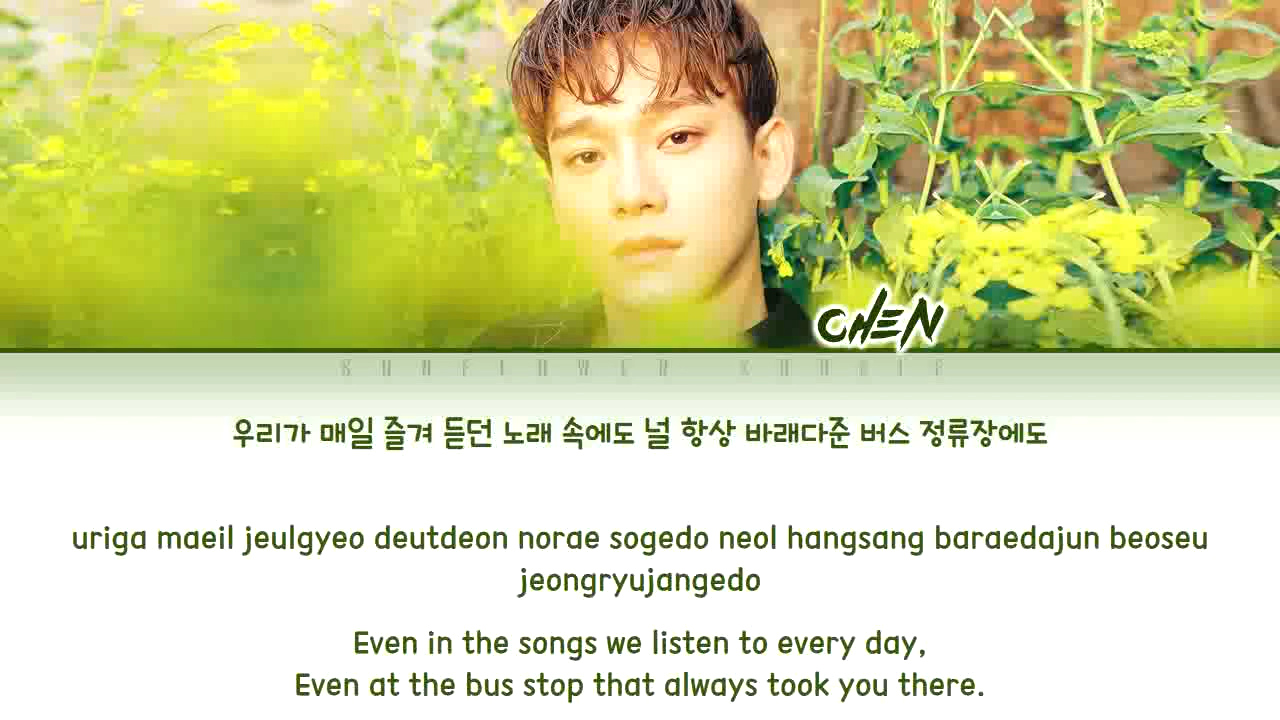 CHEN
SUNFLOWER KOOKIE
우리가 매일 즐겨 듣던 노래 속에도 널 항상 바래다준 버스 정류장에도
uriga maeil jeulgyeo deutdeon norae sogedo neol hangsang baraedajun beoseu
jeongryujangedo
Even in the songs we listen to every day,
Even at the bus stop that always took you there.